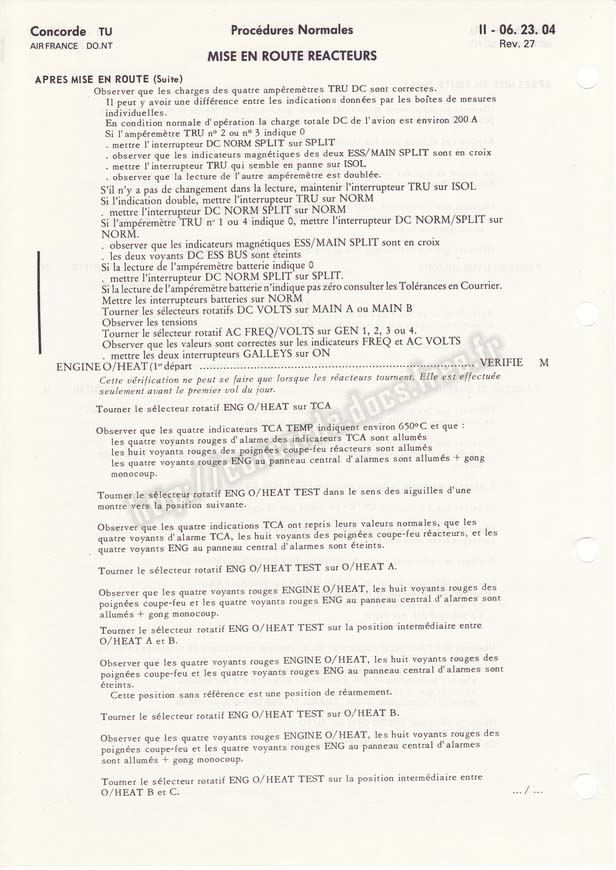 Concorde TU
AIR FRANCE DO.NT
Procédures Normales
II - 06. 23. 04
Rev. 27
MISE EN ROUTE REACTEURS
APRES MISE EN ROUTE (Suite)
Observer que les charges des quatre ampéremètres TRU DC sont correctes.
Il peut y avoir une différence entre les indications données par les boîtes de mesures
individuelles.
En condition normale d'opération la charge totale DC de l'avion est environ 200 A
Si l'ampéremètre TRU n° 2 ou n° 3 indique 0
. mettre l'interrupteur DC NORM SPLIT sur SPLIT
. observer que les indicateurs magnétiques des deux ESS/MAIN SPLIT sont en croix
. mettre l'interrupteur TRU qui semble en panne sur ISOL
. observer que la lecture de l'autre ampéremètre est doublée.
S'il n'y a pas de changement dans la lecture, maintenir l'interrupteur TRU sur ISOL
Si l'indication double, mettre l'interrupteur TRU sur NORM
. mettre l'interrupteur DC NORM SPLIT sur NORM
Si l'ampéremètre TRU n° 1 ou 4 indique 0, mettre l'interrupteur DC NORM/SPLIT sur
NORM.
. observer que les indicateurs magnétiques ESS/MAIN SPLIT sont en croix
. les deux voyants DC ESS BUS sont éteints
Si la lecture de l'ampéremètre batterie indique 0
. mettre l'interrupteur DC NORM SPLIT sur SPLIT.
Si la lecture de l'ampéremètre batterie n'indique pas zéro consulter les Tolérances en Courrier.
Mettre les interrupteurs batteries sur NORM
Tourner les sélecteurs rotatifs DC VOLTS sur MAIN A ou MAIN B
Observer les tensions
Tourner le sélecteur rotatif AC FREQ/VOLTS sur GEN 1, 2, 3 ou 4.
Observer que les valeurs sont correctes sur les indicateurs FREQ et AC VOLTS
. mettre les deux interrupteurs GALLEYS sur ON
ENGINE O/HEAT (1er départ ........................................................ VERIFIE M
Cette vérification ne peut se faire que lorsque les réacteurs tournent. Elle est effectuée
seulement avant le premier vol du jour.
Tourner le sélecteur rotatif ENG O/HEAT sur TCA
Observer que les quatre indicateurs TCA TEMP indiquent environ 650°C et que :
les quatre voyants rouges d'alarme des indicateurs TCA sont allumés
les huit voyants rouges des poignées coupe-feu réacteurs sont allumés
les quatre voyants rouges ENG au panneau central d'alarmes sont allumés + gong
monocoup.
Tourner le sélecteur rotatif ENG O/HEAT TEST dans le sens des aiguilles d'une
montre vers la position suivante.
Observer que les quatre indications TCA ont repris leurs valeurs normales, que les
quatre voyants d'alarme TCA, les huit voyants des poignées coupe-feu réacteurs, et les
quatre voyants ENG au panneau central d'alarmes sont éteints.
Tourner le sélecteur rotatif ENG O/HEAT TEST sur O/HEAT A.
Observer que les quatre voyants rouges ENGINE O/HEAT, les huit voyants rouges des
poignées coupe-feu et les quatre voyants rouges ENG au panneau central d'alarmes sont
allumés + gong monocoup.
Tourner le sélecteur rotatif ENG O/HEAT TEST sur la position intermédiaire entre
O/HEAT A et B.
Observer que les quatre voyants rouges ENGINE O/HEAT, les huit voyants rouges des
poignées coupe-feu et les quatre voyants rouges ENG au panneau central d'alarmes sont
éteints.
Cette position sans référence est une position de réarmement.
Tourner le sélecteur rotatif ENG O/HEAT TEST sur O/HEAT B.
Observer que les quatre voyants rouges ENGINE O/HEAT, les huit voyants rouges des
poignées coupe-feu et les quatre voyants rouges ENG au panneau central d'alarmes
sont allumés + gong monocoup.
Tourner le sélecteur rotatif ENG O/HEAT TEST sur la position intermédiaire entre
O/HEAT B et C.
... / ...